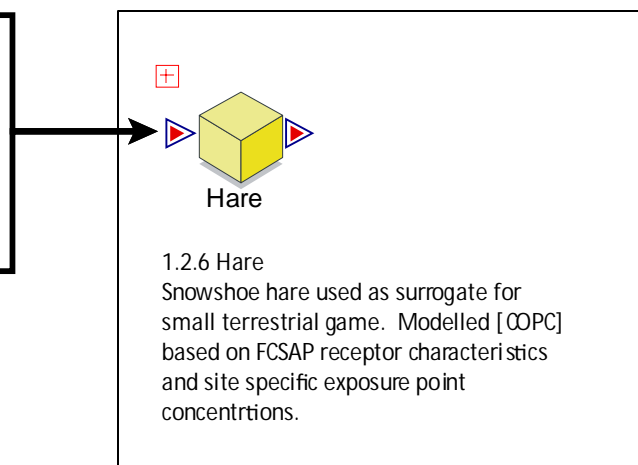 Hare
1.2.6 Hare
Snowshoe hare used as surrogate for
small terrestrial game. Modelled [COPC]
based on FCSAP receptor characteristics
and site specific exposure point
concentrtions.